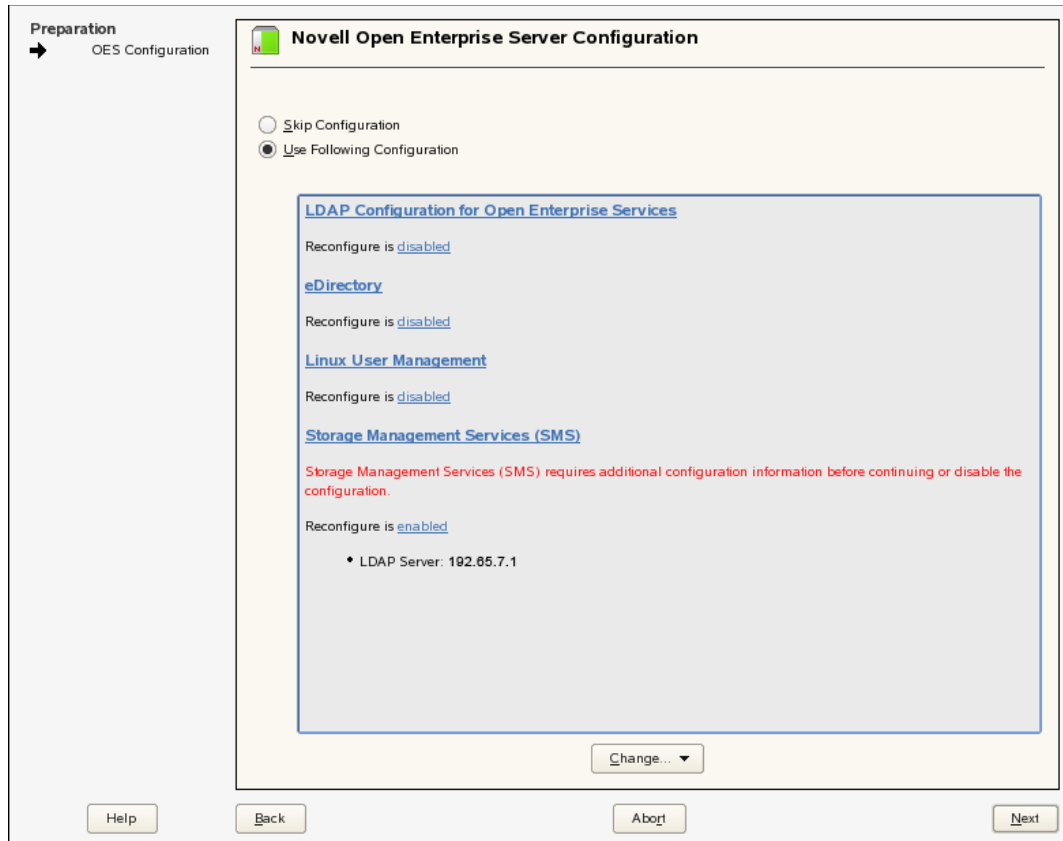 Preparation
OES Configuration
N
Novell Open Enterprise Server Configuration
Skip Configuration
Use Following Configuration
LDAP Configuration for Open Enterprise Services
Reconfigure is disabled
eDirectory
Reconfigure is disabled
Linux User Management
Reconfigure is disabled
Storage Management Services (SMS)
Storage Management Services (SMS) requires additional configuration information before continuing or disable the
configuration.
Reconfigure is enabled
• LDAP Server: 192.65.7.1
Change...
Help
Back
Abort
Next